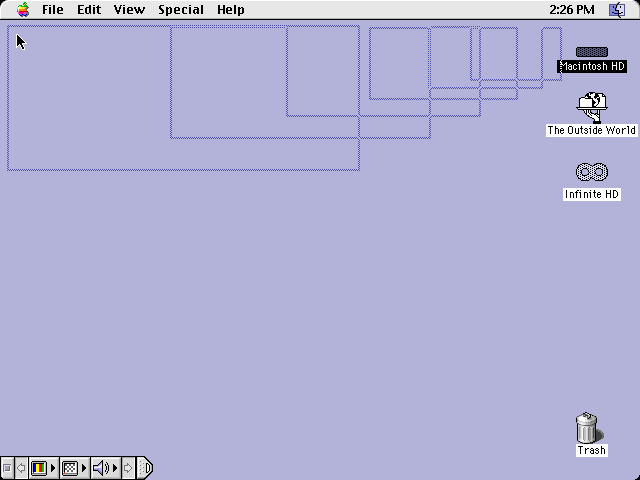 File Edit View Special Help 2:26 PM
Macintosh HD
The Outside World
Infinite HD
Trash